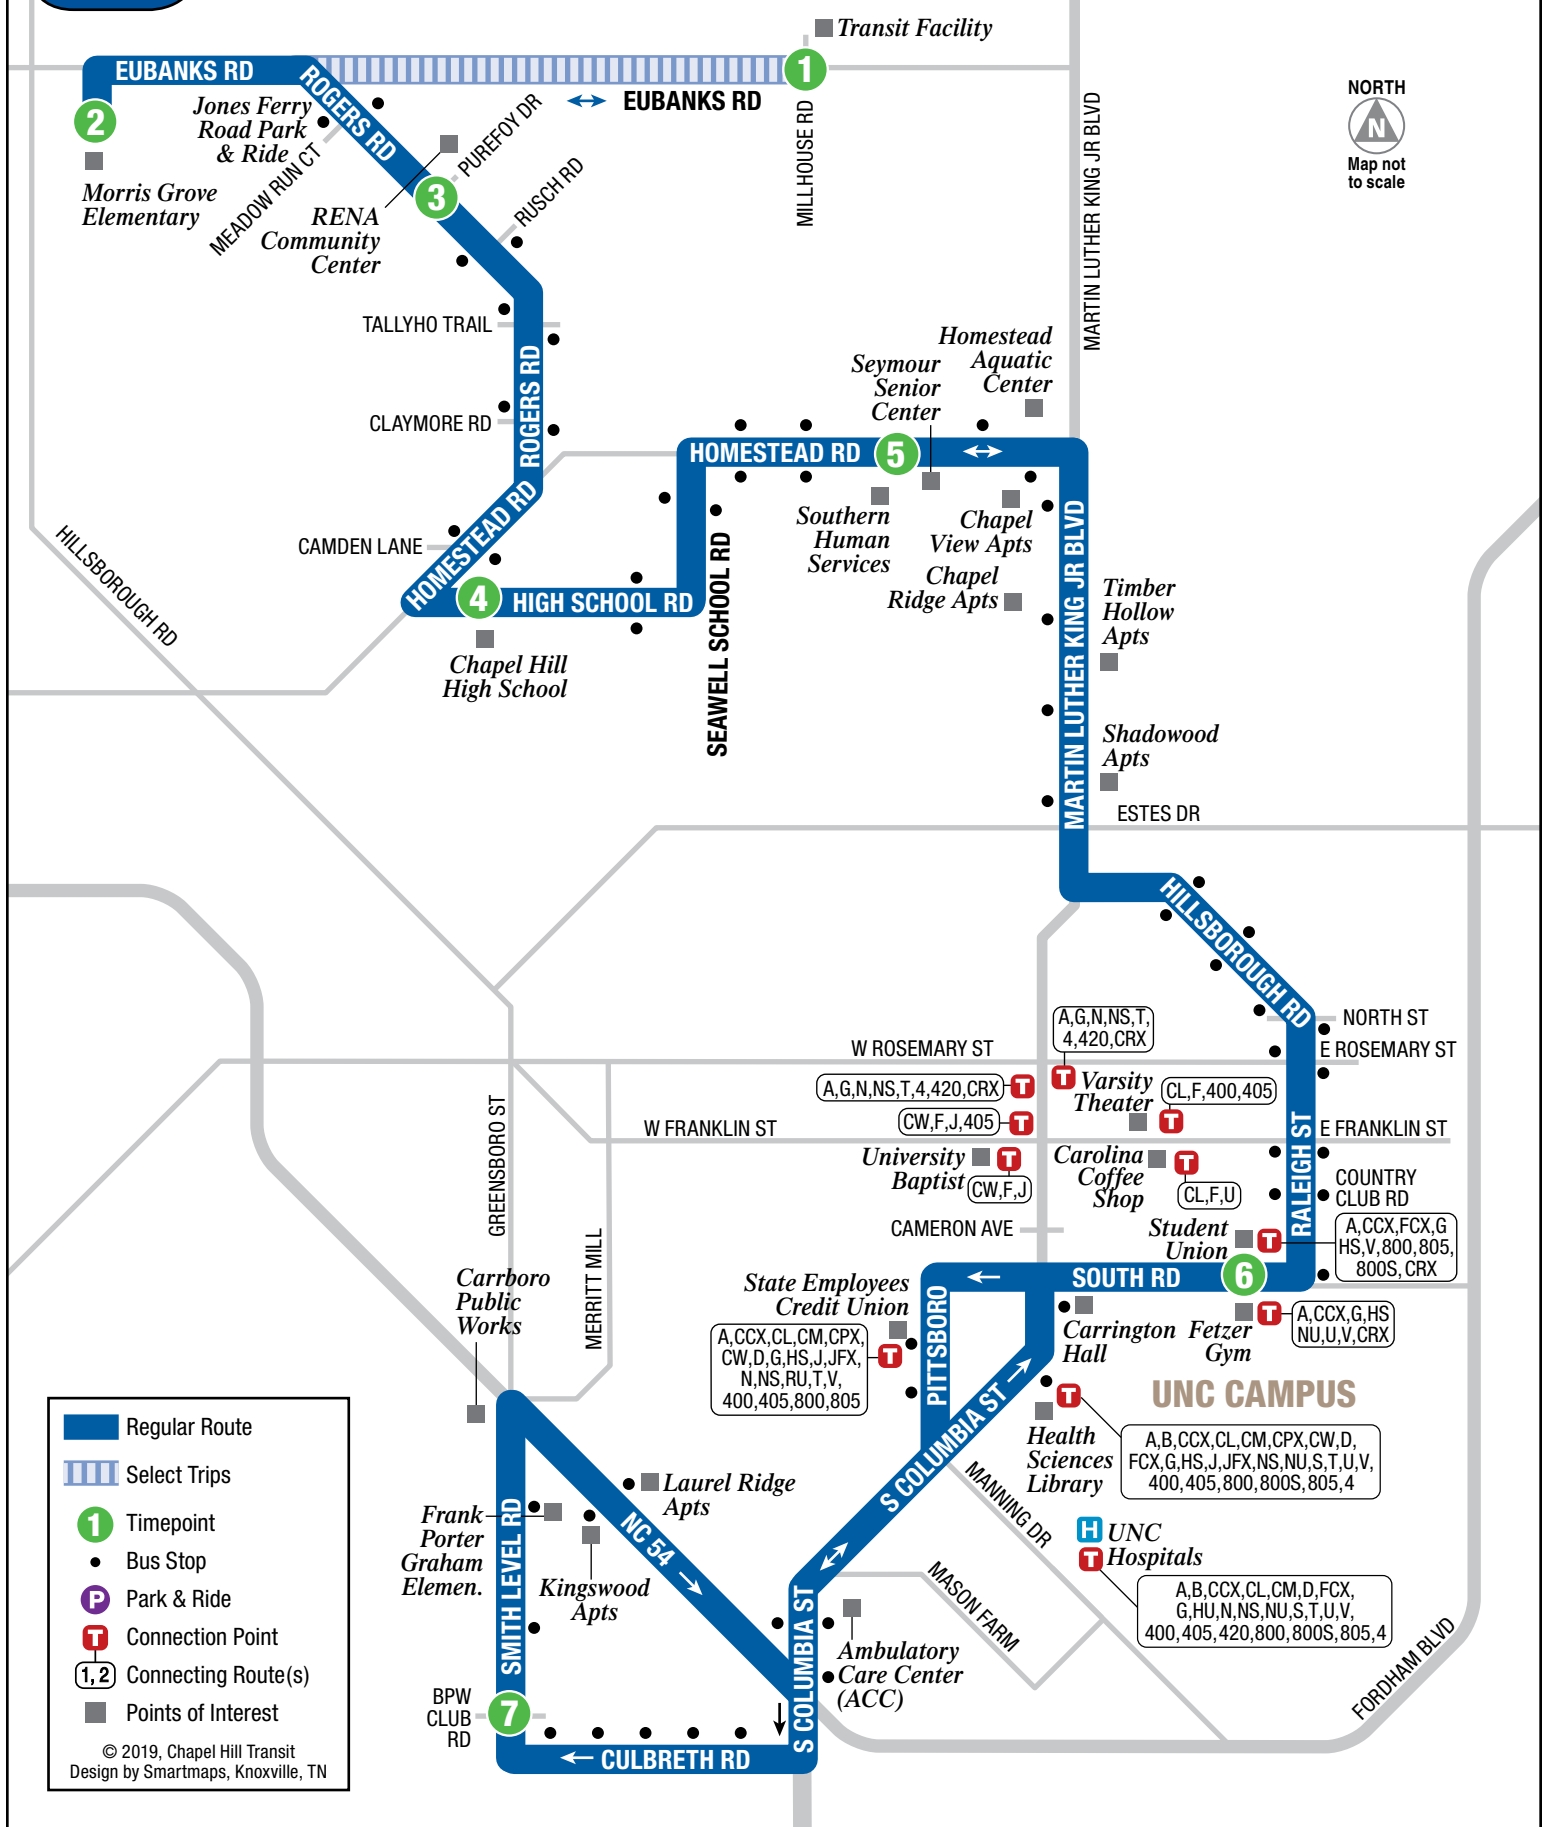 Transit Facility
1
EUBANKS RD
ROGERS RD
EUBANKS RD
2
Jones Ferry
Road Park
& Ride
PUREFOY DR
MILLHOUSE RD
MARTIN LUTHER KING JR BLVD
NORTH
N
Map not
to scale
Morris Grove
Elementary
MEADOW RUN CT
3
RUSCH RD
RENA
Community
Center
TALLYHO TRAIL
ROGERS RD
CLAYMORE RD
Homestead
Aquatic
Center
Seymour
Senior
Center
HOMESTEAD RD
5
HOMESTEAD RD
CAMDEN LANE
4
HIGH SCHOOL RD
SEAWELL SCHOOL RD
Chapel Hill
High School
Southern
Human
Services
Chapel
View Apts
Chapel
Ridge Apts
MARTIN LUTHER KING JR BLVD
Timber
Hollow
Apts
Shadowood
Apts
HILLSBOROUGH RD
ESTES DR
HILLSBOROUGH RD
NORTH ST
E ROSEMARY ST
W ROSEMARY ST
A,G,N,NS,T,
4,420,CRX
T
Varsity
Theater
A,G,N,NS,T,4,420,CRX
T
CL,F,400,405
T
CW,F,J,405
T
W FRANKLIN ST
E FRANKLIN ST
University
Baptist
T
CW,F,J
Carolina
Coffee
Shop
T
CL,F,U
RALEIGH ST
COUNTRY
CLUB RD
GREENSBORO ST
MERRITT MILL
CAMERON AVE
Student
Union
T
A,CCX,FCX,G
HS,V,800,805,
800S,CRX
SOUTH RD
6
Fetzer
Gym
T
A,CCX,G,HS
NU,U,V,CRX
Carrington
Hall
State Employees
Credit Union
A,CCX,CL,CM,CPX,
CW,D,G,HS,J,JFX,
N,NS,RU,T,V,
400,405,800,805
T
PITTSBORO
UNC CAMPUS
T
Health
Sciences
Library
A,B,CCX,CL,CM,CPX,CW,D,
FCX,G,HS,J,JFX,NS,NU,S,T,U,V,
400,405,800,800S,805,4
S COLUMBIA ST
MANNING DR
H
UNC
T
Hospitals
A,B,CCX,CL,CM,D,FCX,
G,HU,N,NS,NU,S,T,U,V,
400,405,420,800,800S,805,4
MASON FARM
FORDHAM BLVD
Carrboro
Public
Works
Laurel Ridge
Apts
Frank
Porter
Graham
Elemen.
Kingswood
Apts
NC 54
SMITH LEVEL RD
S COLUMBIA ST
Ambulatory
Care Center
(ACC)
BPW
CLUB
RD
7
CULBRETH RD
Regular Route
Select Trips
1
Timepoint
Bus Stop
P
Park & Ride
T
Connection Point
1,2
Connecting Route(s)
Points of Interest
© 2019, Chapel Hill Transit
Design by Smartmaps, Knoxville, TN